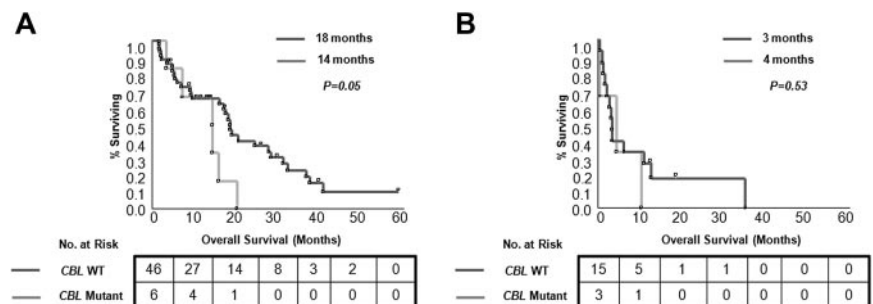 A
18 months
14 months
P=0.05
% Surviving
1.0
0.9
0.8
0.7
0.6
0.5
0.4
0.3
0.2
0.1
0.0
0 10 20 30 40 50 60
Overall Survival (Months)
No. at Risk
CBL WT 46 27 14 8 3 2 0
CBL Mutant 6 4 1 0 0 0 0
B
3 months
4 months
P=0.53
% Surviving
1.0
0.9
0.8
0.7
0.6
0.5
0.4
0.3
0.2
0.1
0.0
0 10 20 30 40 50 60
Overall Survival (Months)
No. at Risk
CBL WT 15 5 1 1 0 0 0
CBL Mutant 3 1 0 0 0 0 0